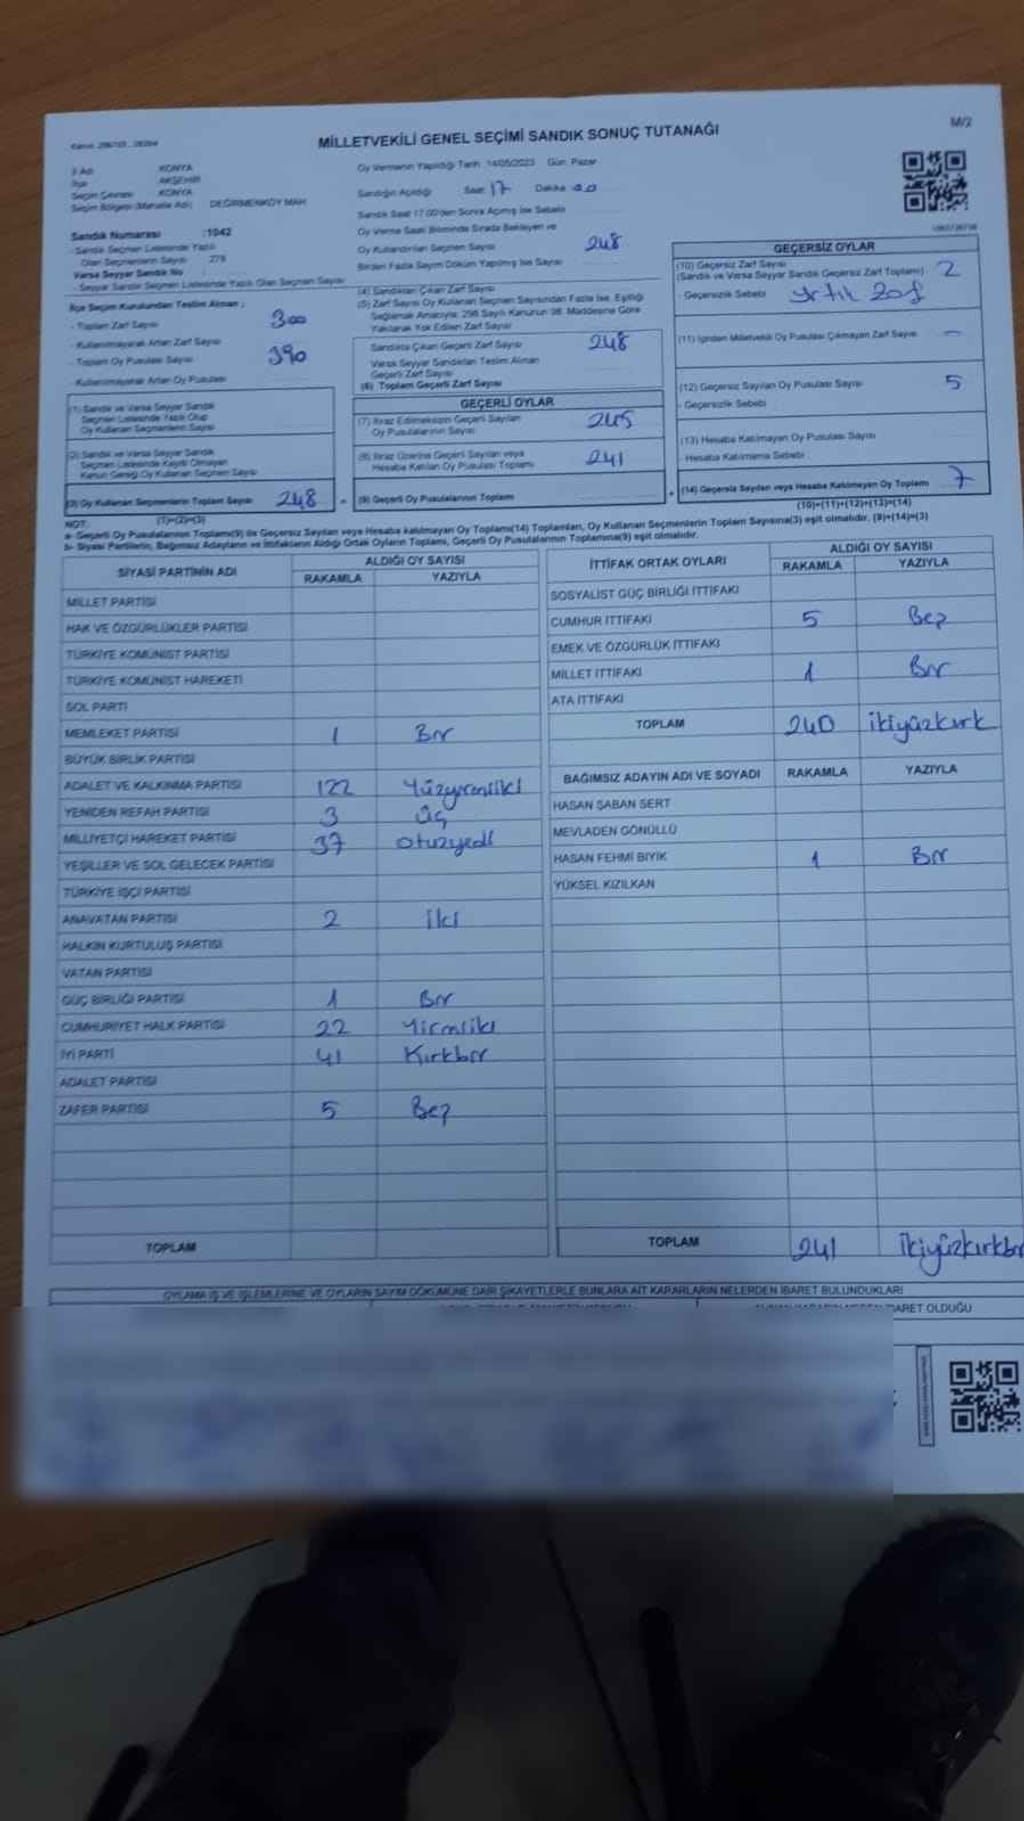 M/2
MİLLETVEKİLİ GENEL SEÇİMİ SANDIK SONUÇ TUTANAĞI
İli Adı KONYA
İlçe AKŞEHİR
Seçim Çevresi KONYA
Seçim Bölgesi (Mahalle Adı) DEĞİRMENKÖY MAH
Sandık Numarası :1042
- Sandık Seçmen Listesinde Yazılı
Olan Seçmenlerin Sayısı : 278
Varsa Seyyar Sandık No :
- Seyyar Sandık Seçmen Listesinde Yazılı Olan Seçmen Sayısı
Oy Vermenin Yapıldığı Tarih 14/05/2023 Gün Pazar
Sandığın Açıldığı Saat 17 Dakika 00
Sandık Saat 17.00'den Sonra Açılmış İse Sebebi
Oy Verme Saati Bitiminde Sırada Bekleyen ve
Oy Kullandırılan Seçmen Sayısı 248
Birden Fazla Sayım Döküm Yapılmış İse Sayısı
İlçe Seçim Kurulundan Teslim Alınan ;
- Toplam Zarf Sayısı 300
- Kullanılmayarak Artan Zarf Sayısı
- Toplam Oy Pusulası Sayısı 390
- Kullanılmayarak Artan Oy Pusulası
(1) Sandık ve Varsa Seyyar Sandık
Seçmen Listesinde Yazılı Olup
Oy Kullanan Seçmenlerin Sayısı
(2) Sandık ve Varsa Seyyar Sandık
Seçmen Listesinde Kayıtlı Olmayan
Kanun Gereği Oy Kullanan Seçmen Sayısı
(3) Oy Kullanan Seçmenlerin Toplam Sayısı 248
(1)+(2)=(3)
(4) Sandıktan Çıkan Zarf Sayısı
(5) Zarf Sayısı Oy Kullanan Seçmen Sayısından Fazla İse, Eşitliği
Sağlamak Amacıyla; 298 Sayılı Kanunun 98. Maddesine Göre
Yakılarak Yok Edilen Zarf Sayısı
Sandıkta Çıkan Geçerli Zarf Sayısı 248
Varsa Seyyar Sandıktan Teslim Alınan
Geçerli Zarf Sayısı
(6) Toplam Geçerli Zarf Sayısı
GEÇERLİ OYLAR
(7) İtiraz Edilmeksizin Geçerli Sayılan
Oy Pusulalarının Sayısı 245
(8) İtiraz Üzerine Geçerli Sayılan veya
Hesaba Katılan Oy Pusulası Toplamı 241
(9) Geçerli Oy Pusulalarının Toplamı
GEÇERSİZ OYLAR
(10) Geçersiz Zarf Sayısı 2
(Sandık ve Varsa Seyyar Sandık Geçersiz Zarf Toplamı)
- Geçersizlik Sebebi yırtık zarf
(11) İçinden Milletvekili Oy Pusulası Çıkmayan Zarf Sayısı -
(12) Geçersiz Sayılan Oy Pusulası Sayısı 5
- Geçersizlik Sebebi
(13) Hesaba Katılmayan Oy Pusulası Sayısı
- Hesaba Katılmama Sebebi
(14) Geçersiz Sayılan veya Hesaba Katılmayan Oy Toplamı 7
(10)+(11)+(12)+(13)=(14)
NOT:
a- Geçerli Oy Pusulalarının Toplamı(9) ile Geçersiz Sayılan veya Hesaba katılmayan Oy Toplamı(14) Toplamları, Oy Kullanan Seçmenlerin Toplam Sayısına(3) eşit olmalıdır. (9)+(14)=(3)
b- Siyasi Partilerin, Bağımsız Adayların ve İttifakların Aldığı Ortak Oyların Toplamı, Geçerli Oy Pusulalarının Toplamına(9) eşit olmalıdır.
SİYASİ PARTİNİN ADI ALDIĞI OY SAYISI
RAKAMLA YAZIYLA
MİLLET PARTİSİ
HAK VE ÖZGÜRLÜKLER PARTİSİ
TÜRKİYE KOMÜNİST PARTİSİ
TÜRKİYE KOMÜNİST HAREKETİ
SOL PARTİ
MEMLEKET PARTİSİ 1 Bir
BÜYÜK BİRLİK PARTİSİ
ADALET VE KALKINMA PARTİSİ 122 Yüzyirmiiki
YENİDEN REFAH PARTİSİ 3 üç
MİLLİYETÇİ HAREKET PARTİSİ 37 otuzyedi
YEŞİLLER VE SOL GELECEK PARTİSİ
TÜRKİYE İŞÇİ PARTİSİ
ANAVATAN PARTİSİ 2 iki
HALKIN KURTULUŞ PARTİSİ
VATAN PARTİSİ
GÜÇ BİRLİĞİ PARTİSİ 1 Bir
CUMHURİYET HALK PARTİSİ 22 Yirmiiki
İYİ PARTİ 41 Kırkbir
ADALET PARTİSİ
ZAFER PARTİSİ 5 Beş
TOPLAM
İTTİFAK ORTAK OYLARI ALDIĞI OY SAYISI
RAKAMLA YAZIYLA
SOSYALİST GÜÇ BİRLİĞİ İTTİFAKI
CUMHUR İTTİFAKI 5 Beş
EMEK VE ÖZGÜRLÜK İTTİFAKI
MİLLET İTTİFAKI 1 Bir
ATA İTTİFAKI
TOPLAM 240 ikiyüzkırk
BAĞIMSIZ ADAYIN ADI VE SOYADI RAKAMLA YAZIYLA
HASAN ŞABAN SERT
MEVLADEN GÖNÜLLÜ
HASAN FEHMİ BIYIK 1 Bir
YÜKSEL KIZILKAN
TOPLAM 241 ikiyüzkırkbir
OYLAMA İŞ VE İŞLEMLERİNE VE OYLARIN SAYIM DÖKÜMÜNE DAİR ŞİKAYETLERLE BUNLARA AİT KARARLARIN NELERDEN İBARET BULUNDUKLARI
BARET OLDUĞU